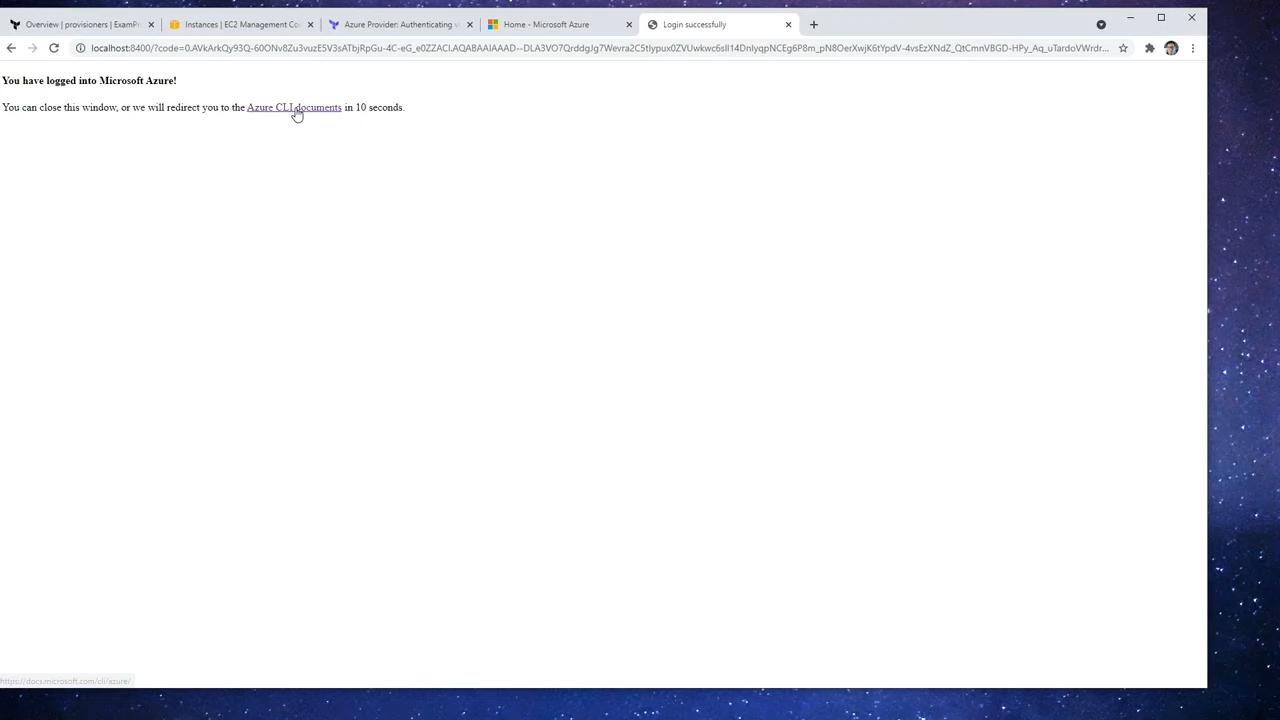 Overview | provisioners | ExamPr
Instances | EC2 Management Co
Azure Provider: Authenticating v
Home - Microsoft Azure
Login successfully
You have logged into Microsoft Azure!
You can close this window, or we will redirect you to the Azure CLI documents in 10 seconds.
https://docs.microsoft.com/cli/azure/